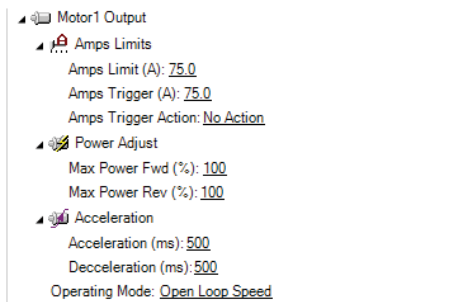 Motor1 Output
Amps Limits
Amps Limit (A): 75.0
Amps Trigger (A): 75.0
Amps Trigger Action: No Action
Power Adjust
Max Power Fwd (%): 100
Max Power Rev (%): 100
Acceleration
Acceleration (ms): 500
Decceleration (ms): 500
Operating Mode: Open Loop Speed